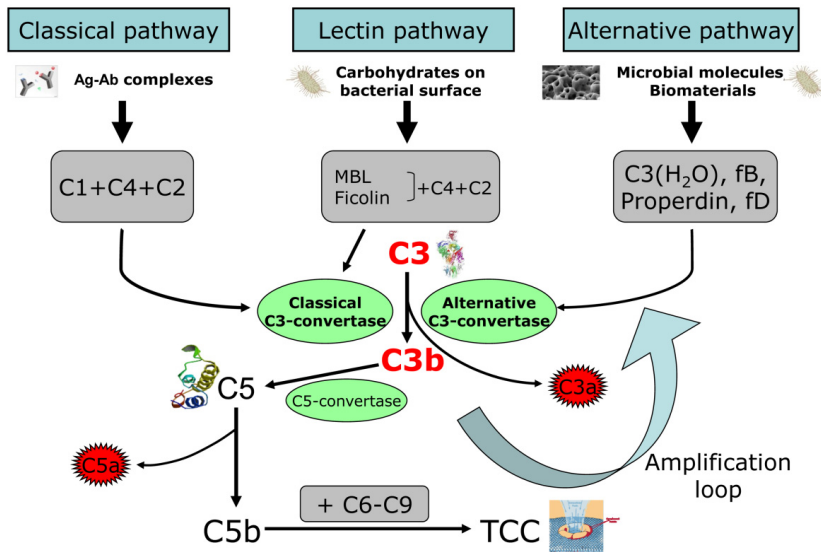 Classical pathway
Lectin pathway
Alternative pathway
Ag-Ab complexes
Carbohydrates on
bacterial surface
Microbial molecules
Biomaterials
C1+C4+C2
MBL
Ficolin
+C4+C2
C3(H₂O), fB,
Properdin, fD
C3
Classical
C3-convertase
Alternative
C3-convertase
C3b
C3a
C5
C5-convertase
C5a
Amplification
loop
+ C6-C9
C5b
TCC